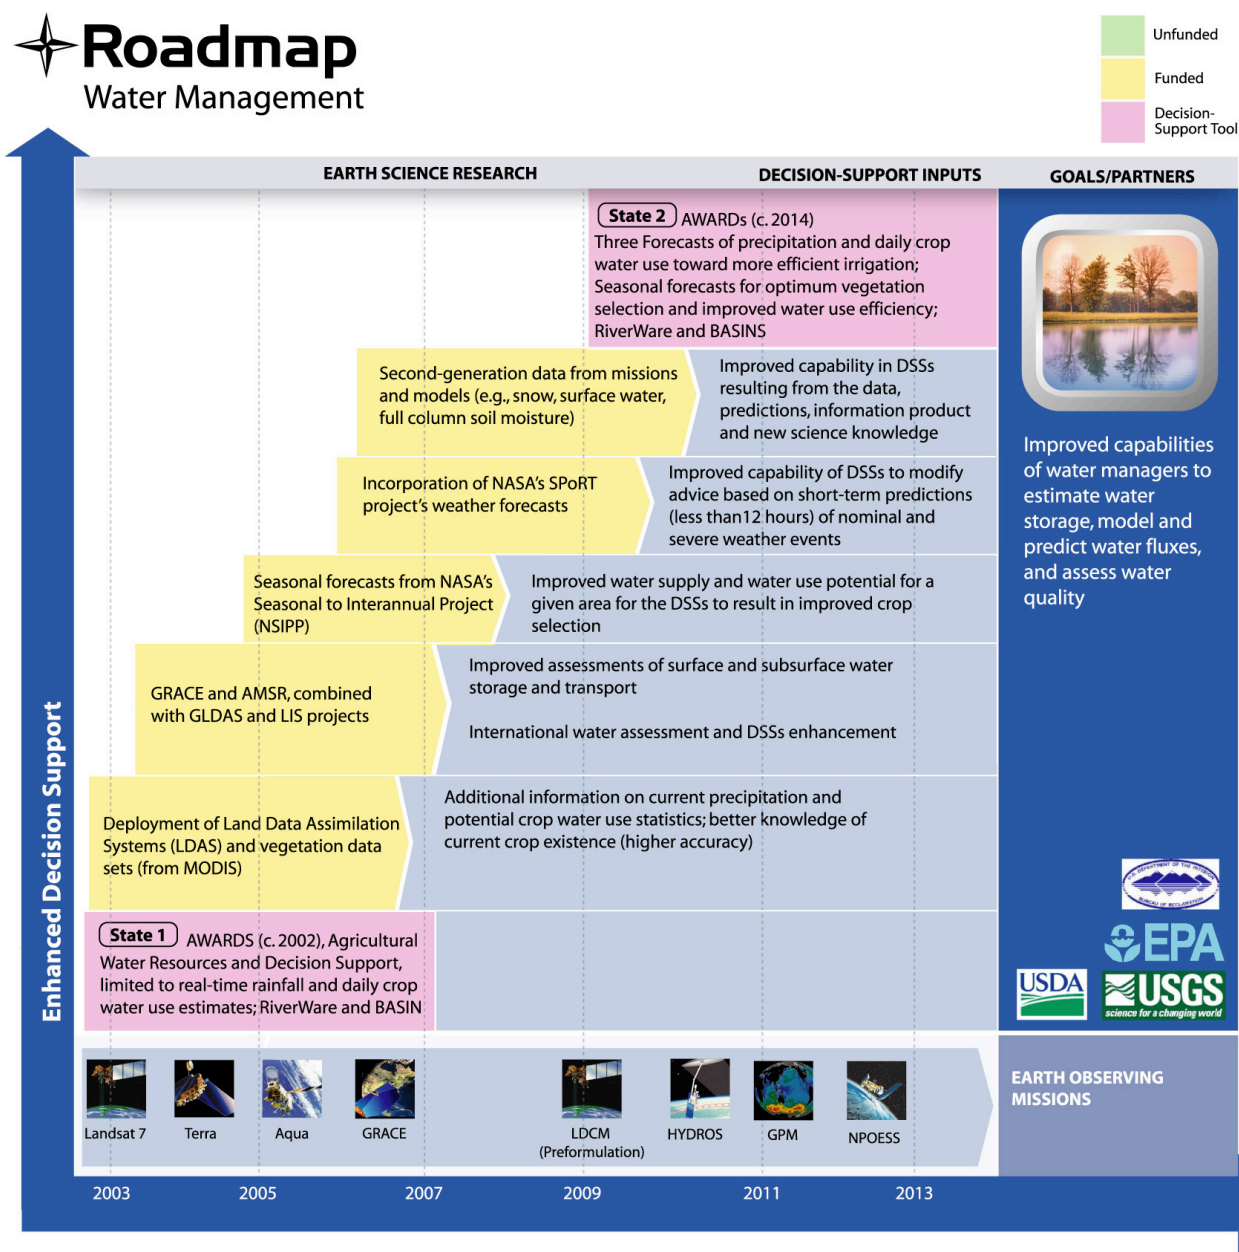 Roadmap
Water Management
Unfunded
Funded
Decision-
Support Tool
EARTH SCIENCE RESEARCH
DECISION-SUPPORT INPUTS
GOALS/PARTNERS
State 2 AWARDs (c. 2014)
Three Forecasts of precipitation and daily crop
water use toward more efficient irrigation;
Seasonal forecasts for optimum vegetation
selection and improved water use efficiency;
RiverWare and BASINS
Second-generation data from missions
and models (e.g., snow, surface water,
full column soil moisture)
Improved capability in DSSs
resulting from the data,
predictions, information product
and new science knowledge
Incorporation of NASA's SPoRT
project's weather forecasts
Improved capability of DSSs to modify
advice based on short-term predictions
(less than12 hours) of nominal and
severe weather events
Seasonal forecasts from NASA's
Seasonal to Interannual Project
(NSIPP)
Improved water supply and water use potential for a
given area for the DSSs to result in improved crop
selection
GRACE and AMSR, combined
with GLDAS and LIS projects
Improved assessments of surface and subsurface water
storage and transport
International water assessment and DSSs enhancement
Deployment of Land Data Assimilation
Systems (LDAS) and vegetation data
sets (from MODIS)
Additional information on current precipitation and
potential crop water use statistics; better knowledge of
current crop existence (higher accuracy)
State 1 AWARDS (c. 2002), Agricultural
Water Resources and Decision Support,
limited to real-time rainfall and daily crop
water use estimates; RiverWare and BASIN
Improved capabilities
of water managers to
estimate water
storage, model and
predict water fluxes,
and assess water
quality
U.S. DEPARTMENT OF THE INTERIOR
BUREAU OF RECLAMATION
EPA
USDA
USGS
science for a changing world
Enhanced Decision Support
Landsat 7
Terra
Aqua
GRACE
LDCM
(Preformulation)
HYDROS
GPM
NPOESS
EARTH OBSERVING
MISSIONS
2003
2005
2007
2009
2011
2013